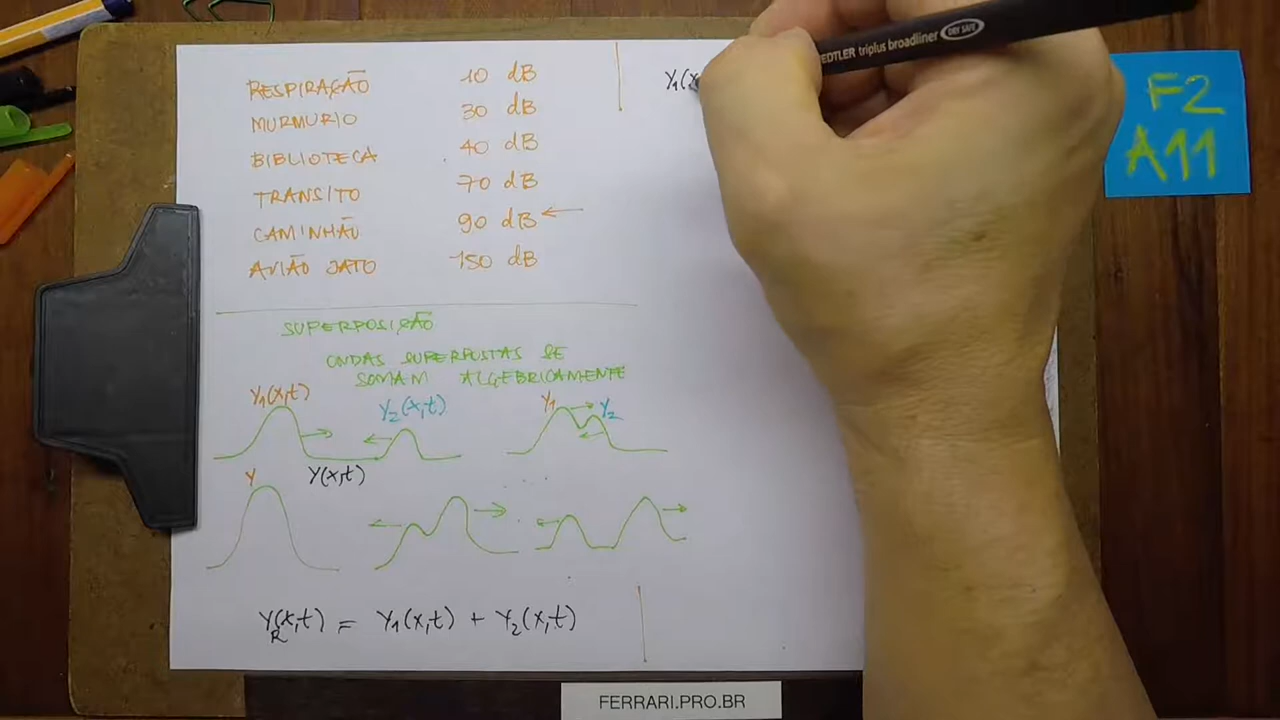 RESPIRAÇÃO 10 dB
MURMURIO 30 dB
BIBLIOTECA 40 dB
TRANSITO 70 dB
CAMINHÃO 90 dB
AVIÃO JATO 150 dB
SUPERPOSIÇÃO
ONDAS SUPERPOSTAS SE
SOMAM ALGEBRICAMENTE
Y1(x,t) Y2(x,t) Y1 Y2
Y(x,t)
Y
YR(x,t) = Y1(x,t) + Y2(x,t)
Y1(x
STAEDTLER triplus broadliner DRY SAFE
F2
A11
FERRARI.PRO.BR